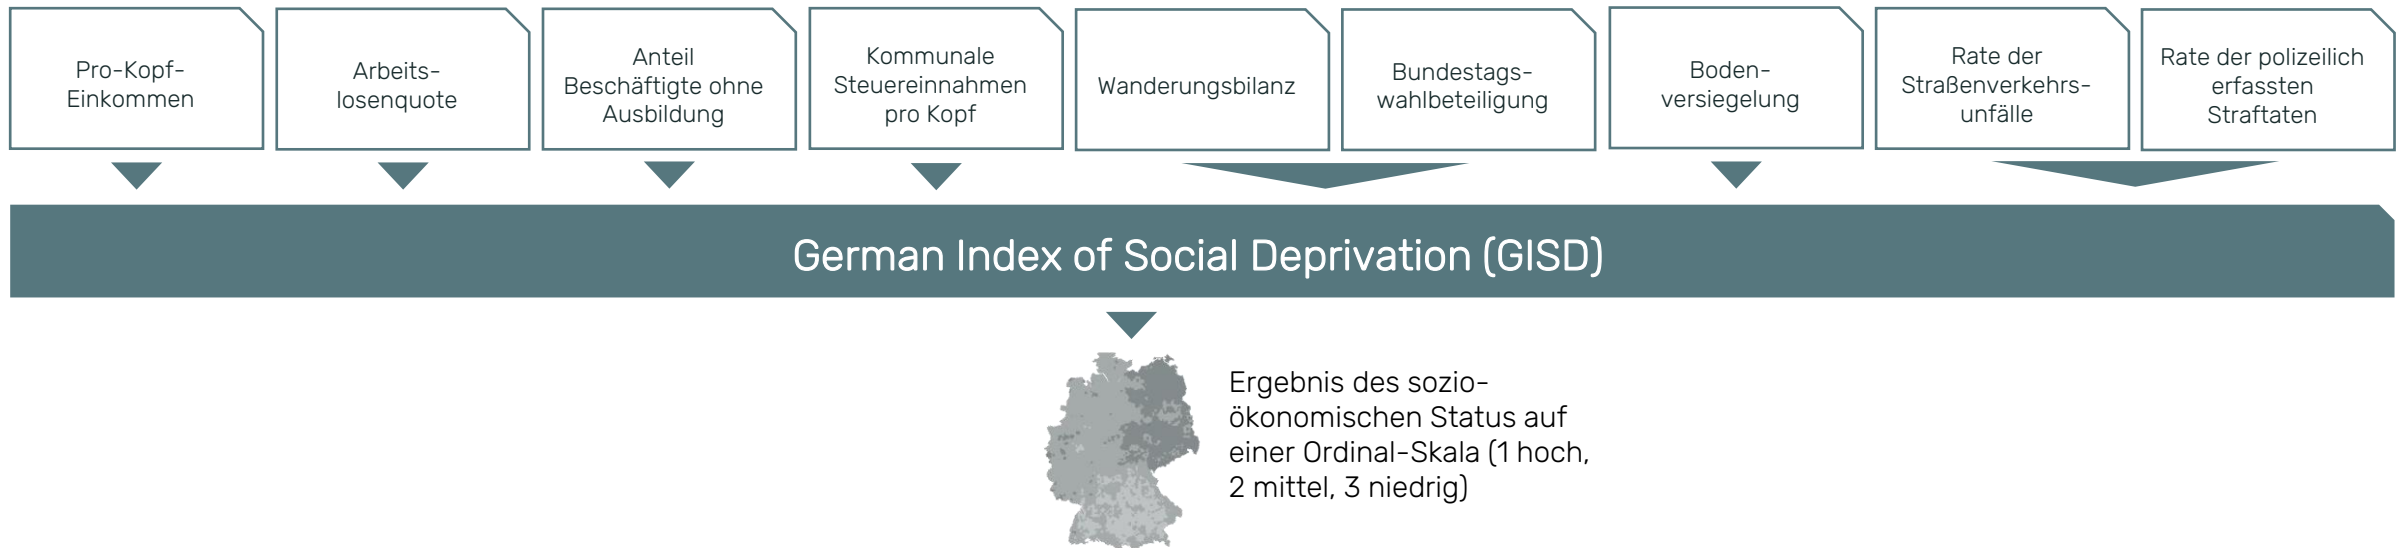 Pro-Kopf-
Einkommen
Arbeits-
losenquote
Anteil
Beschäftigte ohne
Ausbildung
Kommunale
Steuereinnahmen
pro Kopf
Wanderungsbilanz
Bundestags-
wahlbeteiligung
Boden-
versiegelung
Rate der
Straßenverkehrs-
unfälle
Rate der polizeilich
erfassten
Straftaten
German Index of Social Deprivation (GISD)
Ergebnis des sozio-
ökonomischen Status auf
einer Ordinal-Skala (1 hoch,
2 mittel, 3 niedrig)